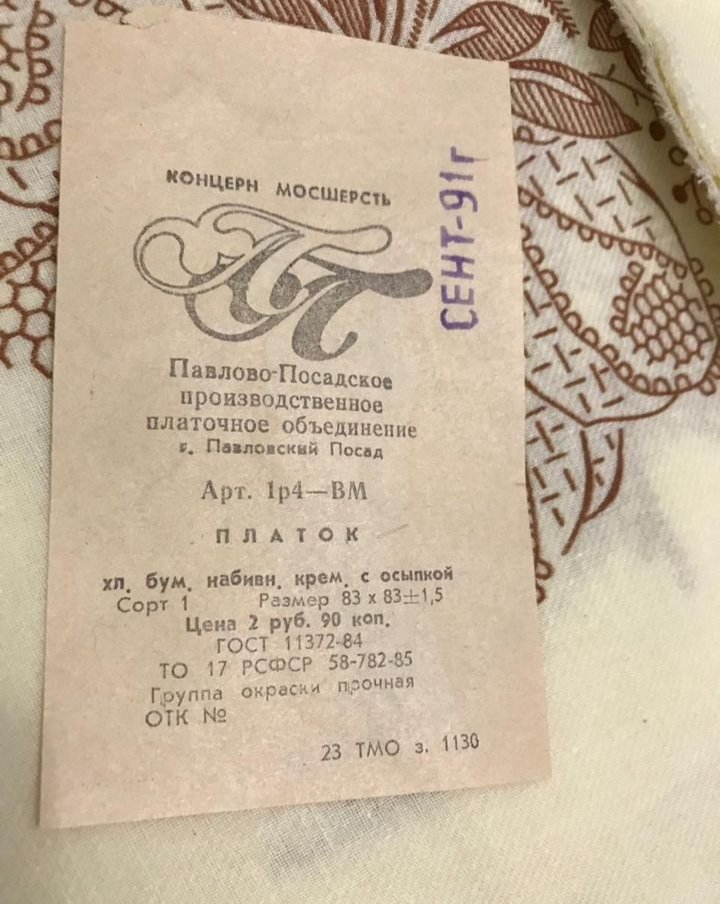 КОНЦЕРН МОСШЕРСТЬ
СЕНТ-91г
ПП
Павлово-Посадское
производственное
платочное объединение
г. Павловский Посад
Арт. 1р4—ВМ
ПЛАТОК
хл. бум. набивн. крем. с осыпкой
Сорт 1 Размер 83 х 83±1,5
Цена 2 руб. 90 коп.
ГОСТ 11372-84
ТО 17 РСФСР 58-782-85
Группа окраски прочная
ОТК №
23 ТМО з. 1130